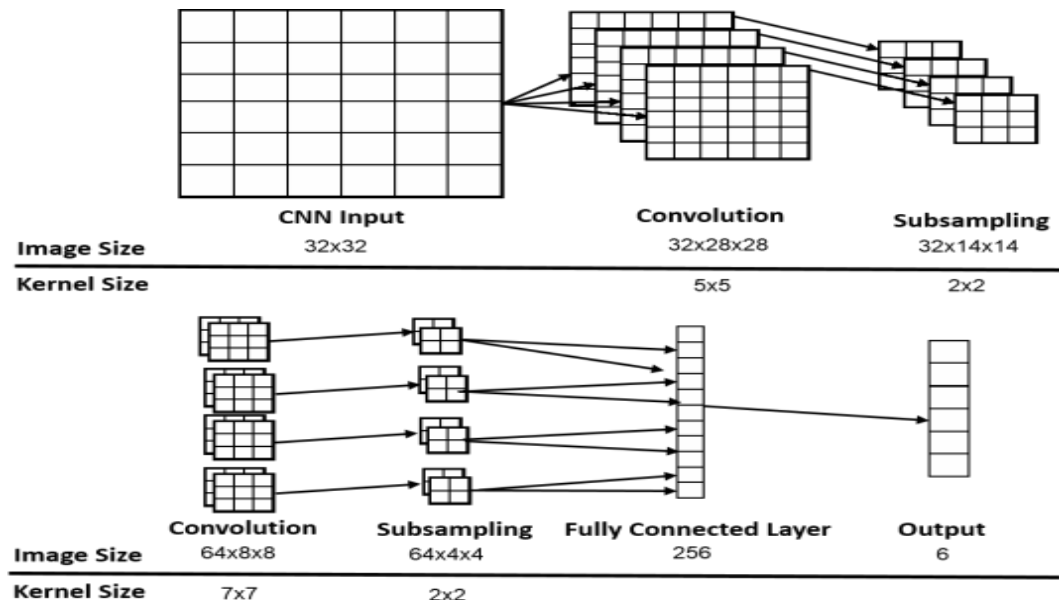 CNN Input Convolution Subsampling
Image Size 32x32 32x28x28 32x14x14
Kernel Size 5x5 2x2
Convolution Subsampling Fully Connected Layer Output
Image Size 64x8x8 64x4x4 256 6
Kernel Size 7x7 2x2